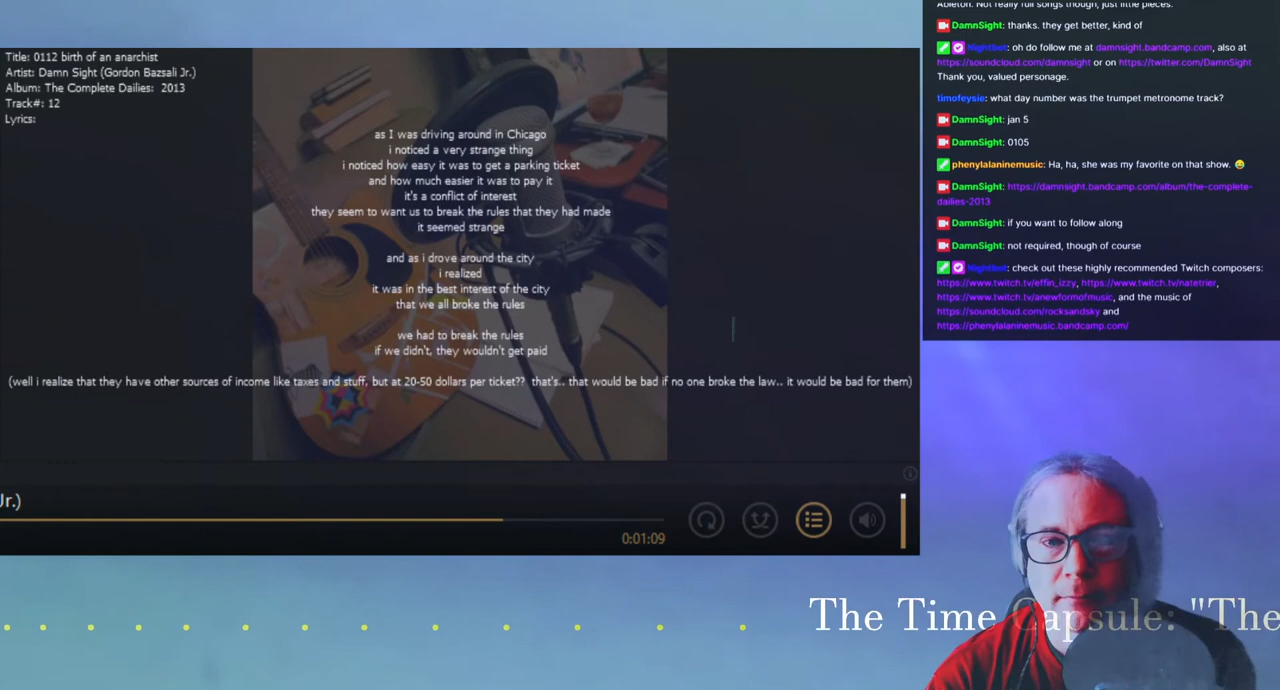 Title: 0112 birth of an anarchist
Artist: Damn Sight (Gordon Bazsali Jr.)
Album: The Complete Dailies:  2013
Track#: 12
Lyrics:
as I was driving around in Chicago
i noticed a very strange thing
i noticed how easy it was to get a parking ticket
and how much easier it was to pay it
it's a conflict of interest
they seem to want us to break the rules that they had made
it seemed strange
and as i drove around the city
i realized
it was in the best interest of the city
that we all broke the rules
we had to break the rules
if we didn't, they wouldn't get paid
(well i realize that they have other sources of income like taxes and stuff, but at 20-50 dollars per ticket??  that's.. that would be bad if no one broke the law.. it would be bad for them)
Jr.)
0:01:09
Ableton. Not really full songs though, just little pieces.
DamnSight: thanks. they get better, kind of
Nightbot: oh do follow me at damnsight.bandcamp.com, also at
https://soundcloud.com/damnsight or on https://twitter.com/DamnSight
Thank you, valued personage.
timofeysie: what day number was the trumpet metronome track?
DamnSight: jan 5
DamnSight: 0105
phenylalaninemusic: Ha, ha, she was my favorite on that show. 😂
DamnSight: https://damnsight.bandcamp.com/album/the-complete-
dailies-2013
DamnSight: if you want to follow along
DamnSight: not required, though of course
Nightbot: check out these highly recommended Twitch composers:
https://www.twitch.tv/effin_izzy, https://www.twitch.tv/natetrier,
https://www.twitch.tv/anewformofmusic, and the music of
https://soundcloud.com/rocksandsky and
https://phenylalaninemusic.bandcamp.com/
The Time Capsule: "The